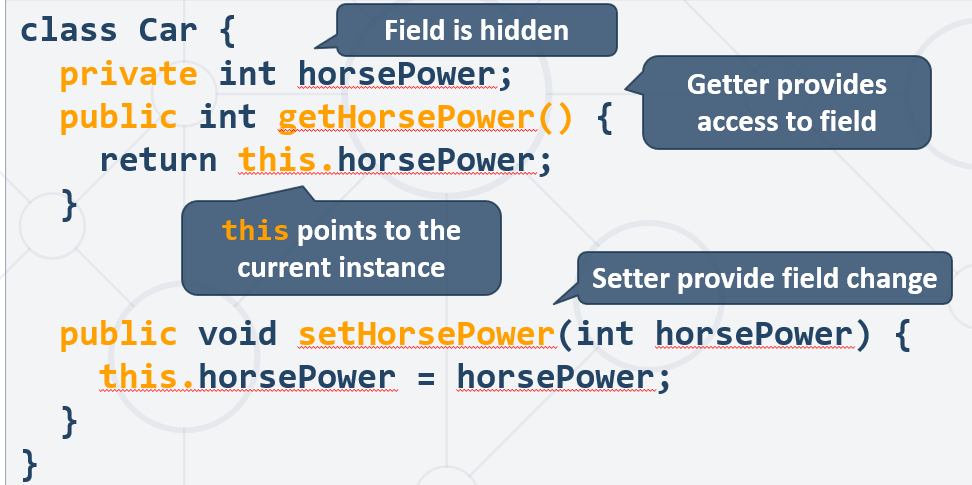 class Car {
Field is hidden
private int horsePower;
Getter provides
access to field
public int getHorsePower() {
return this.horsePower;
}
this points to the
current instance
Setter provide field change
public void setHorsePower(int horsePower) {
this.horsePower = horsePower;
}
}